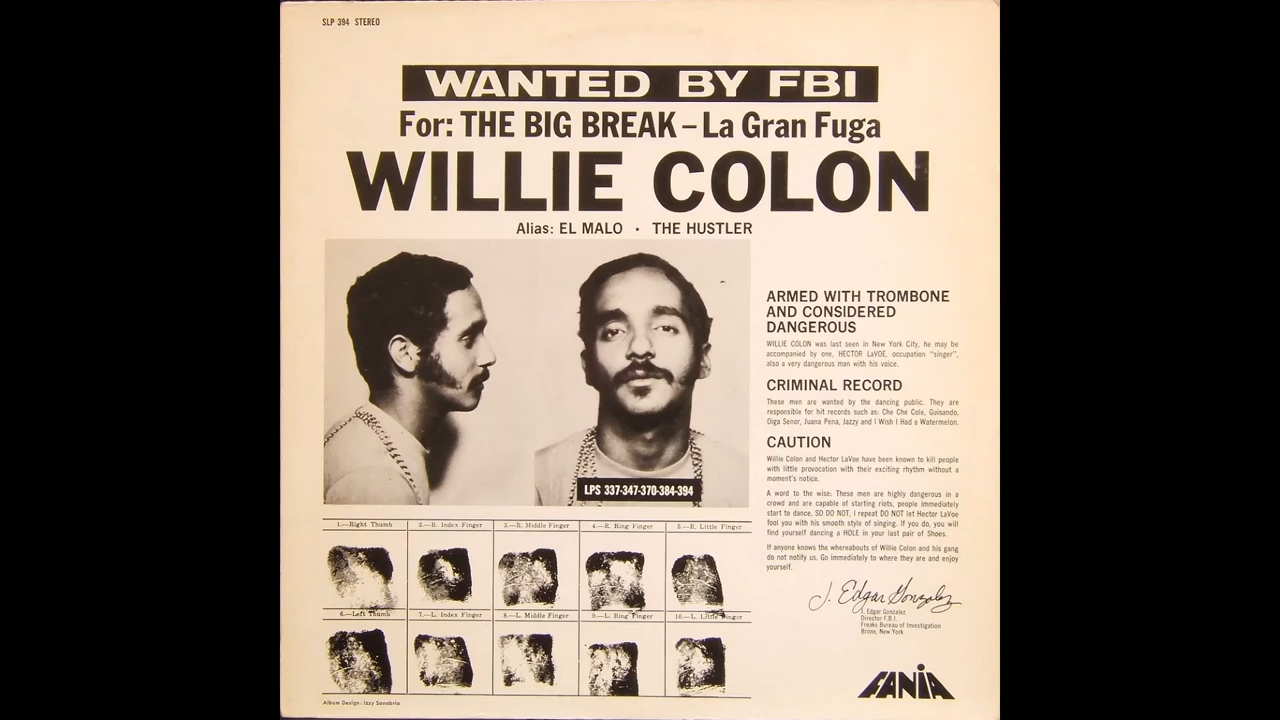 SLP 394 STEREO
WANTED BY FBI
For: THE BIG BREAK – La Gran Fuga
WILLIE COLON
Alias: EL MALO • THE HUSTLER
ARMED WITH TROMBONE
AND CONSIDERED
DANGEROUS
WILLIE COLON was last seen in New York City, he may be
accompanied by one, HECTOR LaVOE, occupation "singer",
also a very dangerous man with his voice.
CRIMINAL RECORD
These men are wanted by the dancing public. They are
responsible for hit records such as: Che Che Cole, Guisando,
Oiga Senor, Juana Pena, Jazzy and I Wish I Had a Watermelon.
CAUTION
Willie Colon and Hector LaVoe have been known to kill people
with little provocation with their exciting rhythm without a
moment's notice.
A word to the wise: These men are highly dangerous in a
crowd and are capable of starting riots, people immediately
start to dance, SO DO NOT, I repeat DO NOT let Hector LaVoe
fool you with his smooth style of singing. If you do, you will
find yourself dancing a HOLE in your last pair of Shoes.
If anyone knows the whereabouts of Willie Colon and his gang
do not notify us. Go immediately to where they are and enjoy
yourself.
J. Edgar Gonzalez
J. Edgar Gonzalez
Director F.B.I.
Freaks Bureau of Investigation
Bronx, New York
LPS 337-347-370-384-394
1.—Right Thumb
2.—R. Index Finger
3.—R. Middle Finger
4.—R. Ring Finger
5.—R. Little Finger
6.—Left Thumb
7.—L. Index Finger
8.—L. Middle Finger
9.—L. Ring Finger
10.—L. Little Finger
Album Design: Izzy Sanabria
FANIA